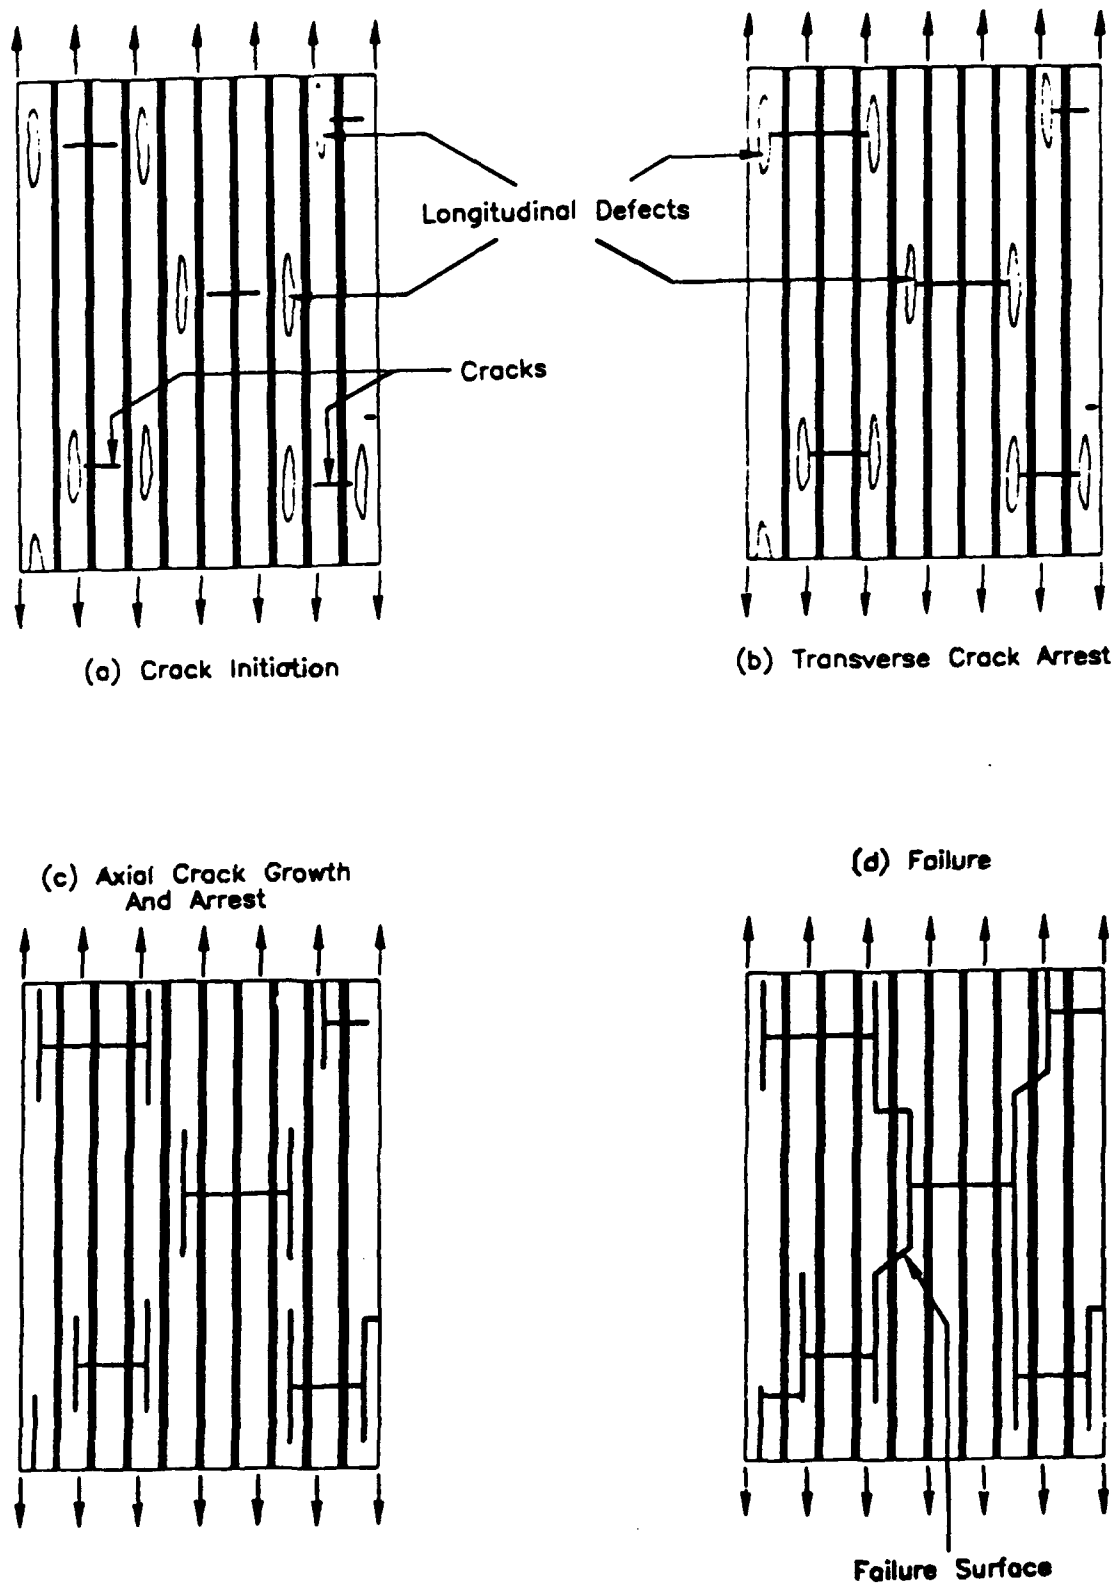 Longitudinal Defects
Cracks
(a) Crack Initiation
(b) Transverse Crack Arrest
(c) Axial Crack Growth
And Arrest
(d) Failure
Failure Surface